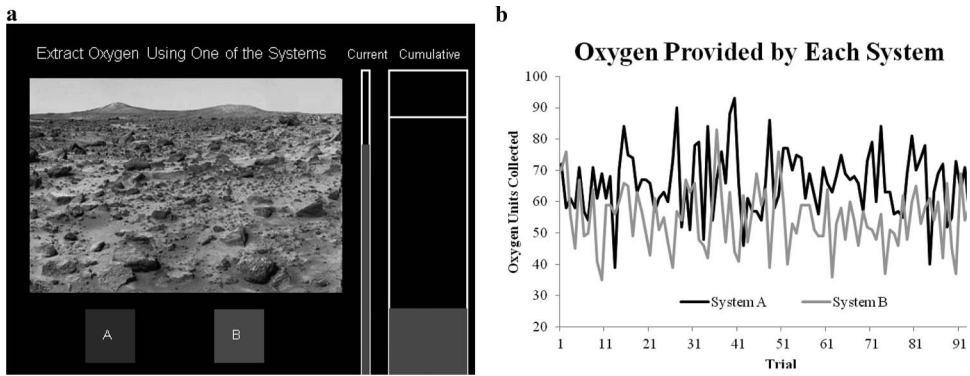 a
Extract Oxygen Using One of the Systems
Current
Cumulative
A
B
b
Oxygen Provided by Each System
Oxygen Units Collected
100
90
80
70
60
50
40
30
20
System A
System B
1
11
21
31
41
51
61
71
81
91
Trial